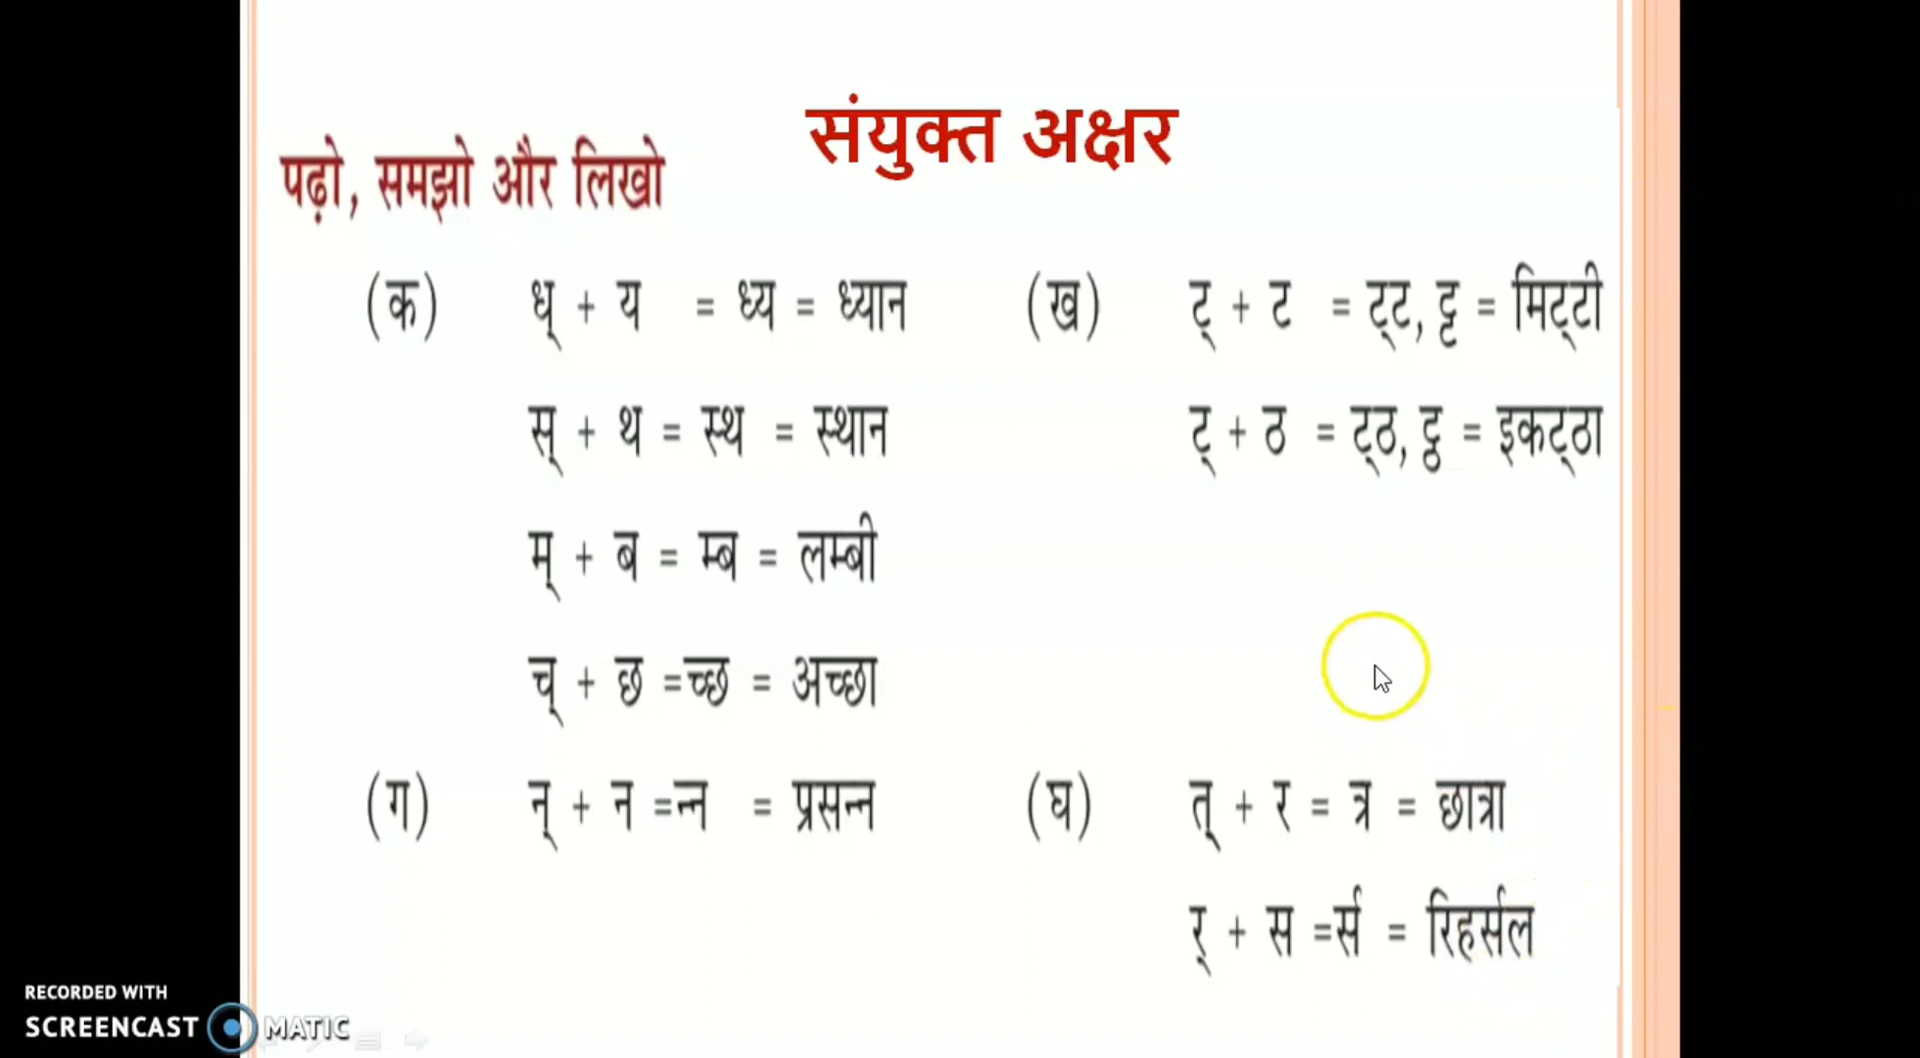 संयुक्त अक्षर
पढ़ो, समझो और लिखो
(क) ध् + य = ध्य = ध्यान (ख) ट् + ट = ट्‌ट, ट्ट = मिट्‌टी
स् + थ = स्थ = स्थान ट् + ठ = ट्‌ठ, ट्ठ = इकट्‌ठा
म् + ब = म्ब = लम्बी
च् + छ =च्छ = अच्छा
(ग) न् + न =न्न = प्रसन्न (घ) त् + र = त्र = छात्रा
र् + स =र्स = रिहर्सल
RECORDED WITH
SCREENCAST MATIC